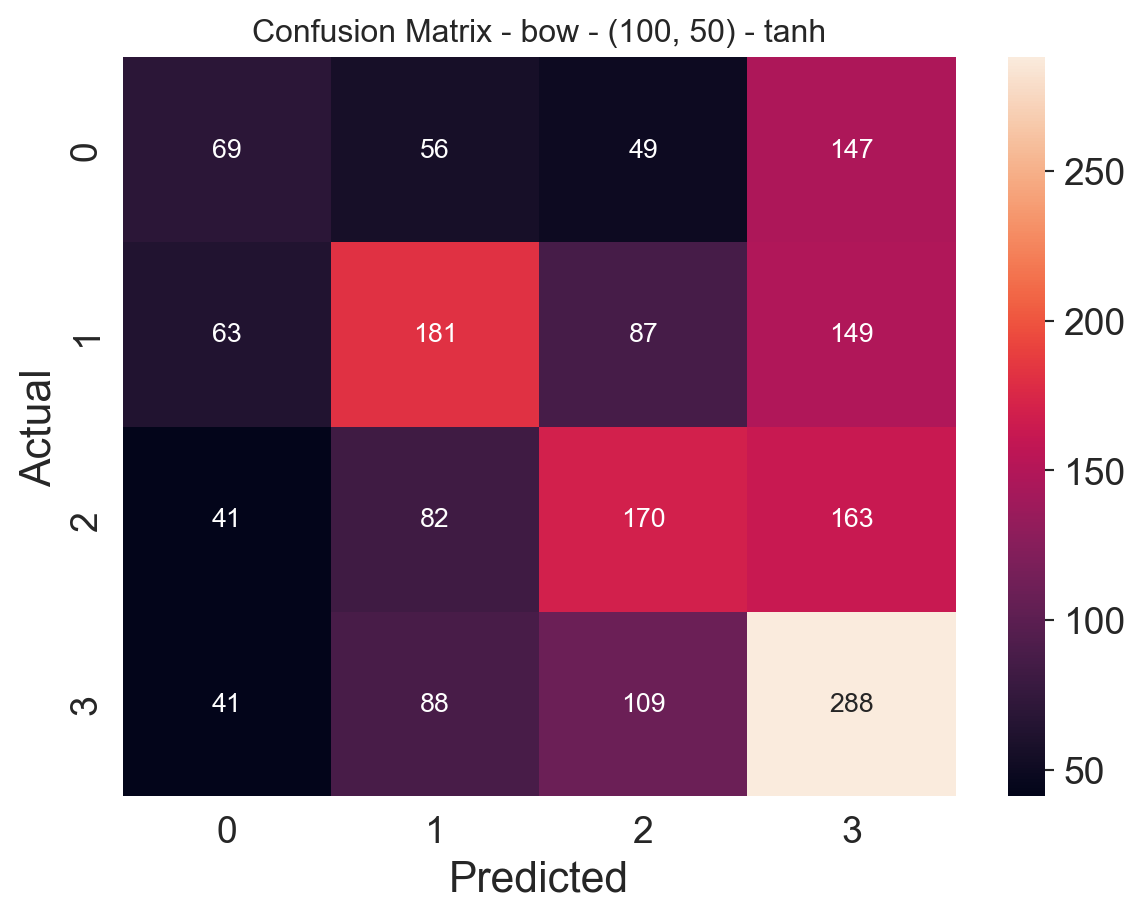 Confusion Matrix - bow - (100, 50) - tanh
0 69 56 49 147
1 63 181 87 149
2 41 82 170 163
3 41 88 109 288
0 1 2 3
Predicted
Actual
250
200
150
100
50